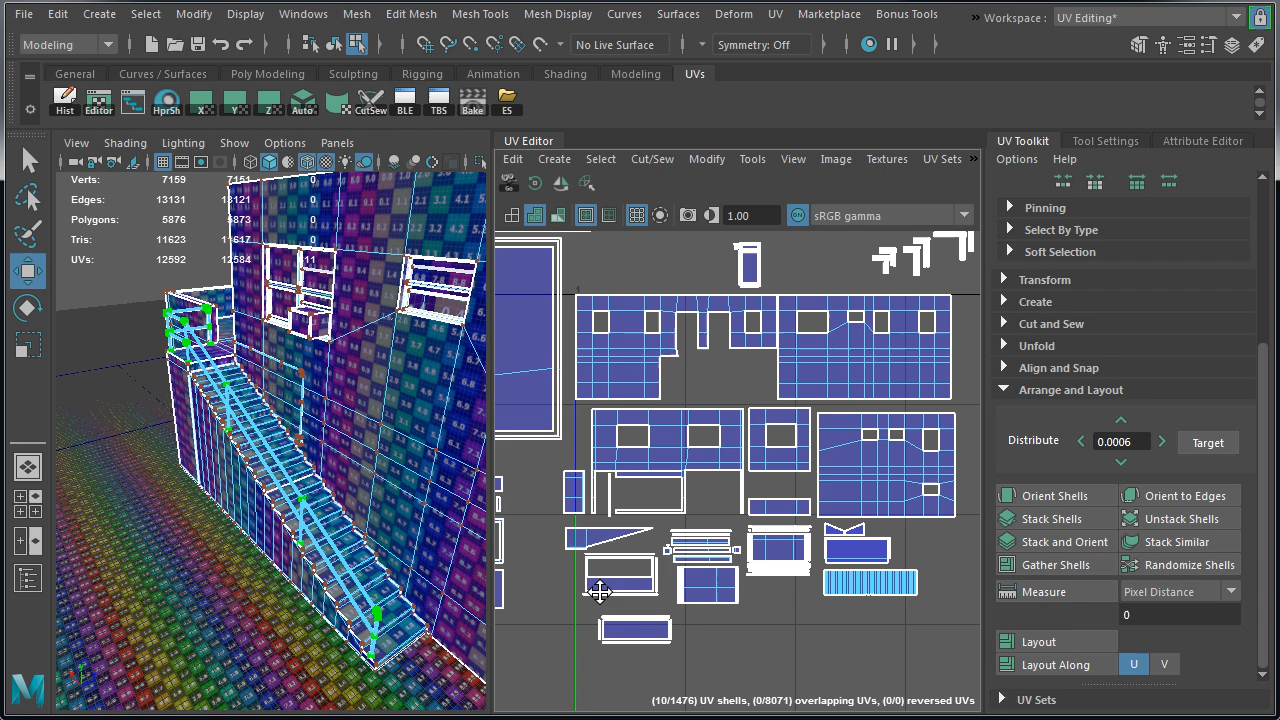 File Edit Create Select Modify Display Windows Mesh Edit Mesh Mesh Tools Mesh Display Curves Surfaces Deform UV Marketplace Bonus Tools » Workspace : UV Editing*
Modeling No Live Surface Symmetry: Off
General Curves / Surfaces Poly Modeling Sculpting Rigging Animation Shading Modeling UVs
Hist Editor HprSh X Y Z Auto CutSew BLE TBS Bake ES
View Shading Lighting Show Options Panels
UV Editor
UV Toolkit Tool Settings Attribute Editor
Edit Create Select Cut/Sew Modify Tools View Image Textures UV Sets »
Options Help
1.00 ON sRGB gamma
Verts: 7159 7151 0
Edges: 13131 13121 0
Polygons: 5876 5873 0
Tris: 11623 11617 0
UVs: 12592 12584 11
1
Pinning
Select By Type
Soft Selection
Transform
Create
Cut and Sew
Unfold
Align and Snap
Arrange and Layout
Distribute 0.0006 Target
Orient Shells Orient to Edges
Stack Shells Unstack Shells
Stack and Orient Stack Similar
Gather Shells Randomize Shells
Measure Pixel Distance
0
Layout
Layout Along U V
UV Sets
(10/1476) UV shells, (0/8071) overlapping UVs, (0/0) reversed UVs